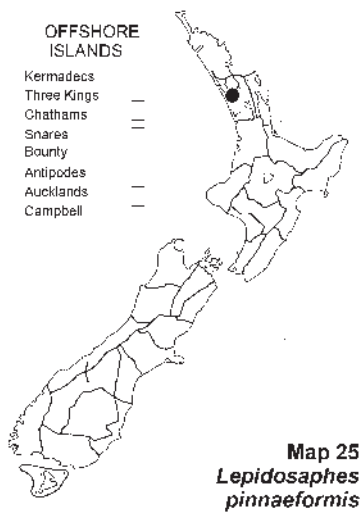 OFFSHORE
ISLANDS
Kermadecs
Three Kings
Chathams
Snares
Bounty
Antipodes
Aucklands
Campbell
Map 25
Lepidosaphes
pinnaeformis